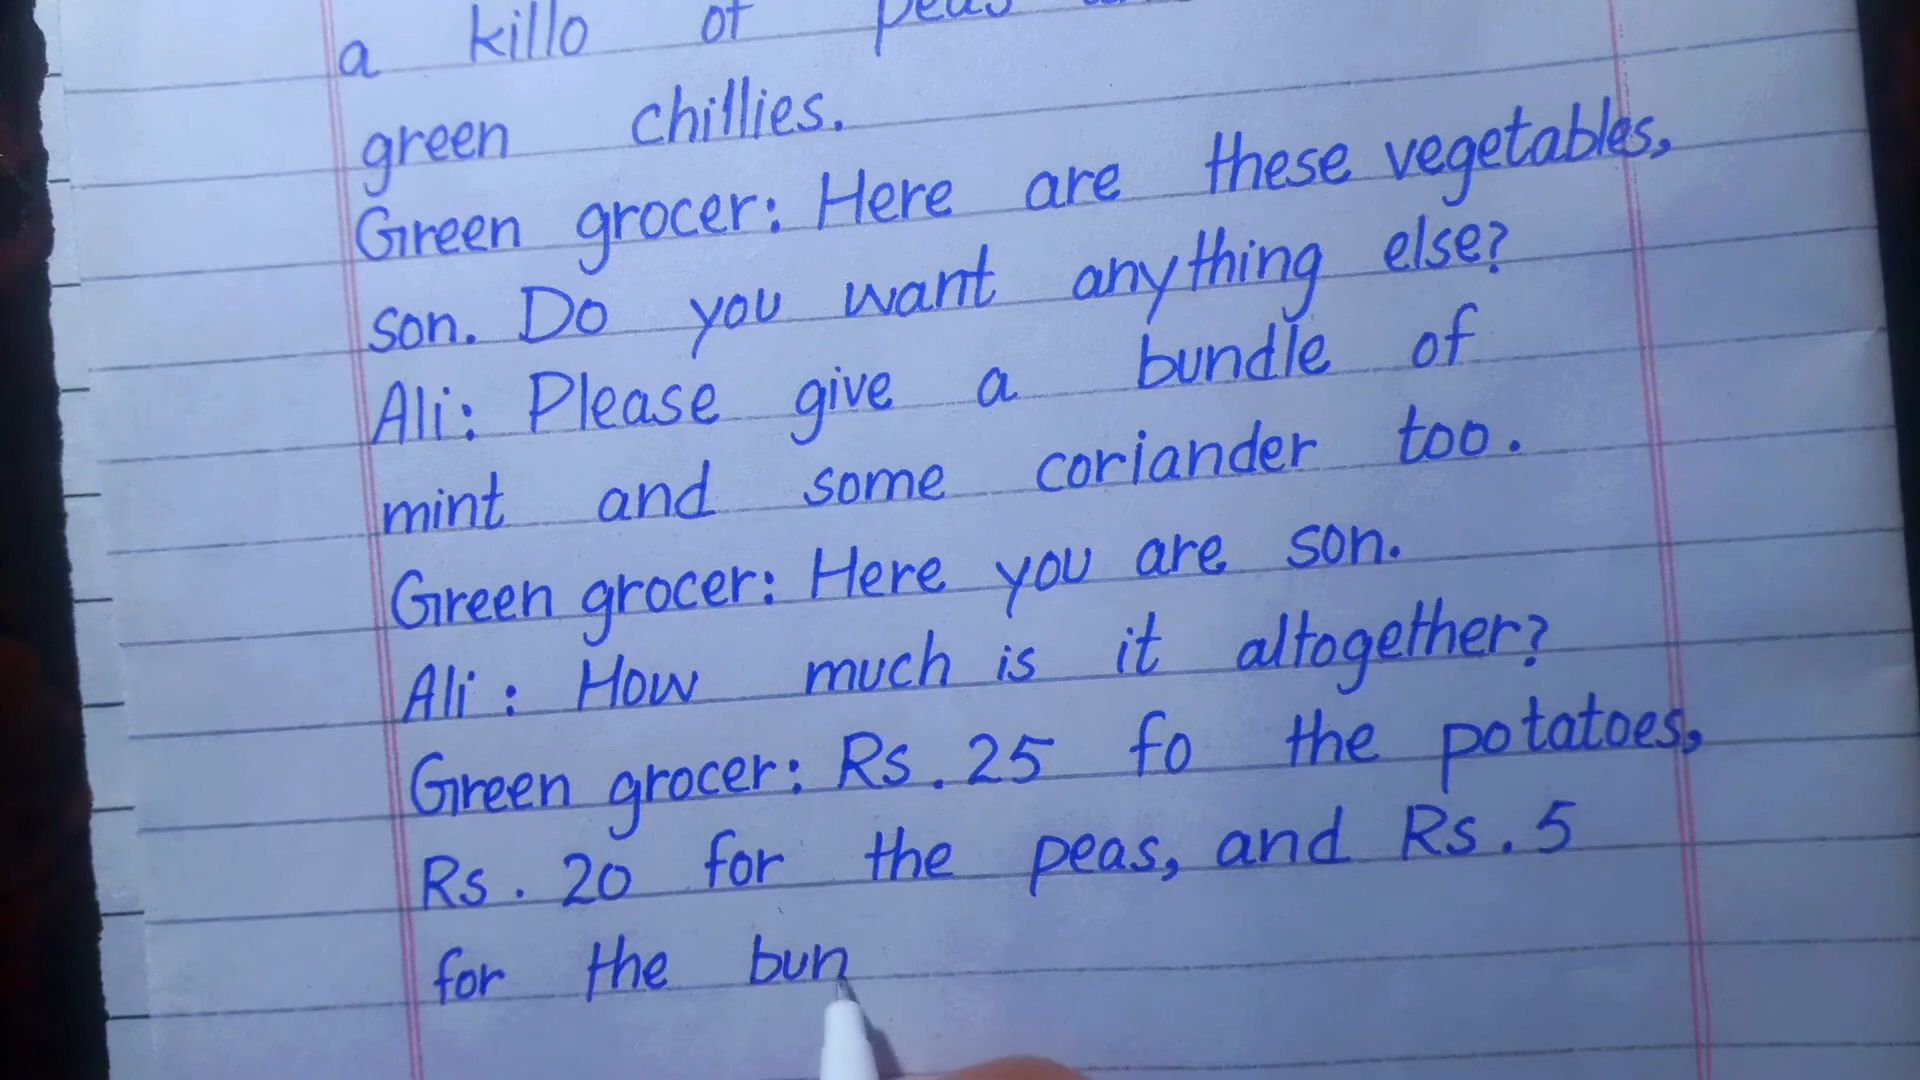 a killo of peas
green chillies.
Green grocer: Here are these vegetables,
son. Do you want anything else?
Ali: Please give a bundle of
mint and some coriander too.
Green grocer: Here you are son.
Ali: How much is it altogether?
Green grocer: Rs. 25 fo the potatoes,
Rs. 20 for the peas, and Rs. 5
for the bun